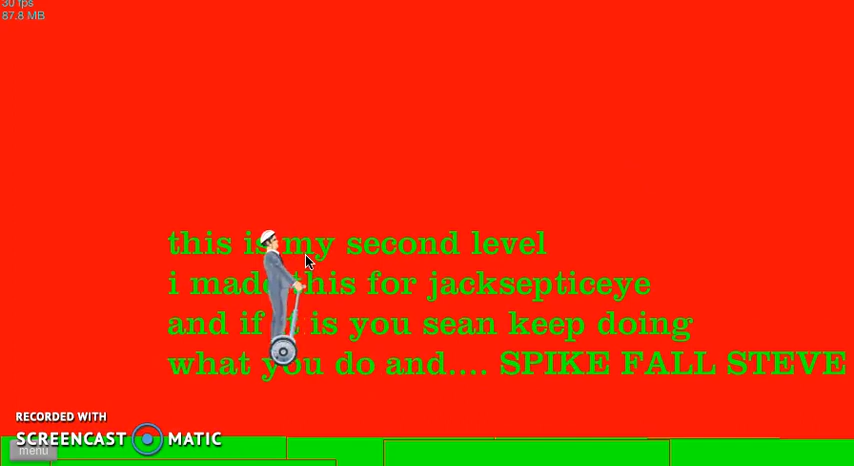 30 fps
87.8 MB
this is my second level
i made this for jacksepticeye
and if it is you sean keep doing
what you do and.... SPIKE FALL STEVE
RECORDED WITH
SCREENCAST MATIC
menu